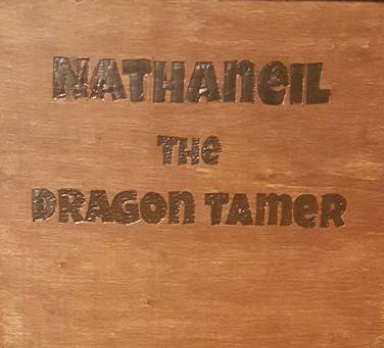 NATHANEIL
THE
DRAGON TAMER